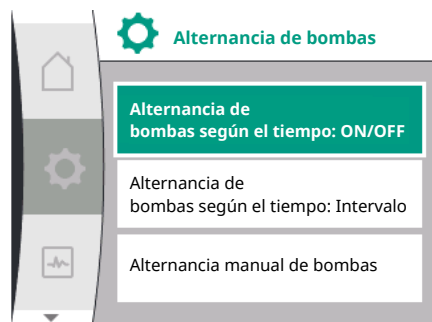 Alternancia de bombas
Alternancia de
bombas según el tiempo: ON/OFF
Alternancia de
bombas según el tiempo: Intervalo
Alternancia manual de bombas